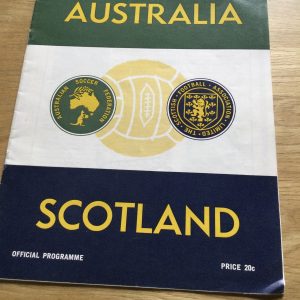 AUSTRALIA
AUSTRALIAN SOCCER FEDERATION
THE SCOTTISH FOOTBALL ASSOCIATION LIMITED
SCOTLAND
OFFICIAL PROGRAMME
PRICE 20c